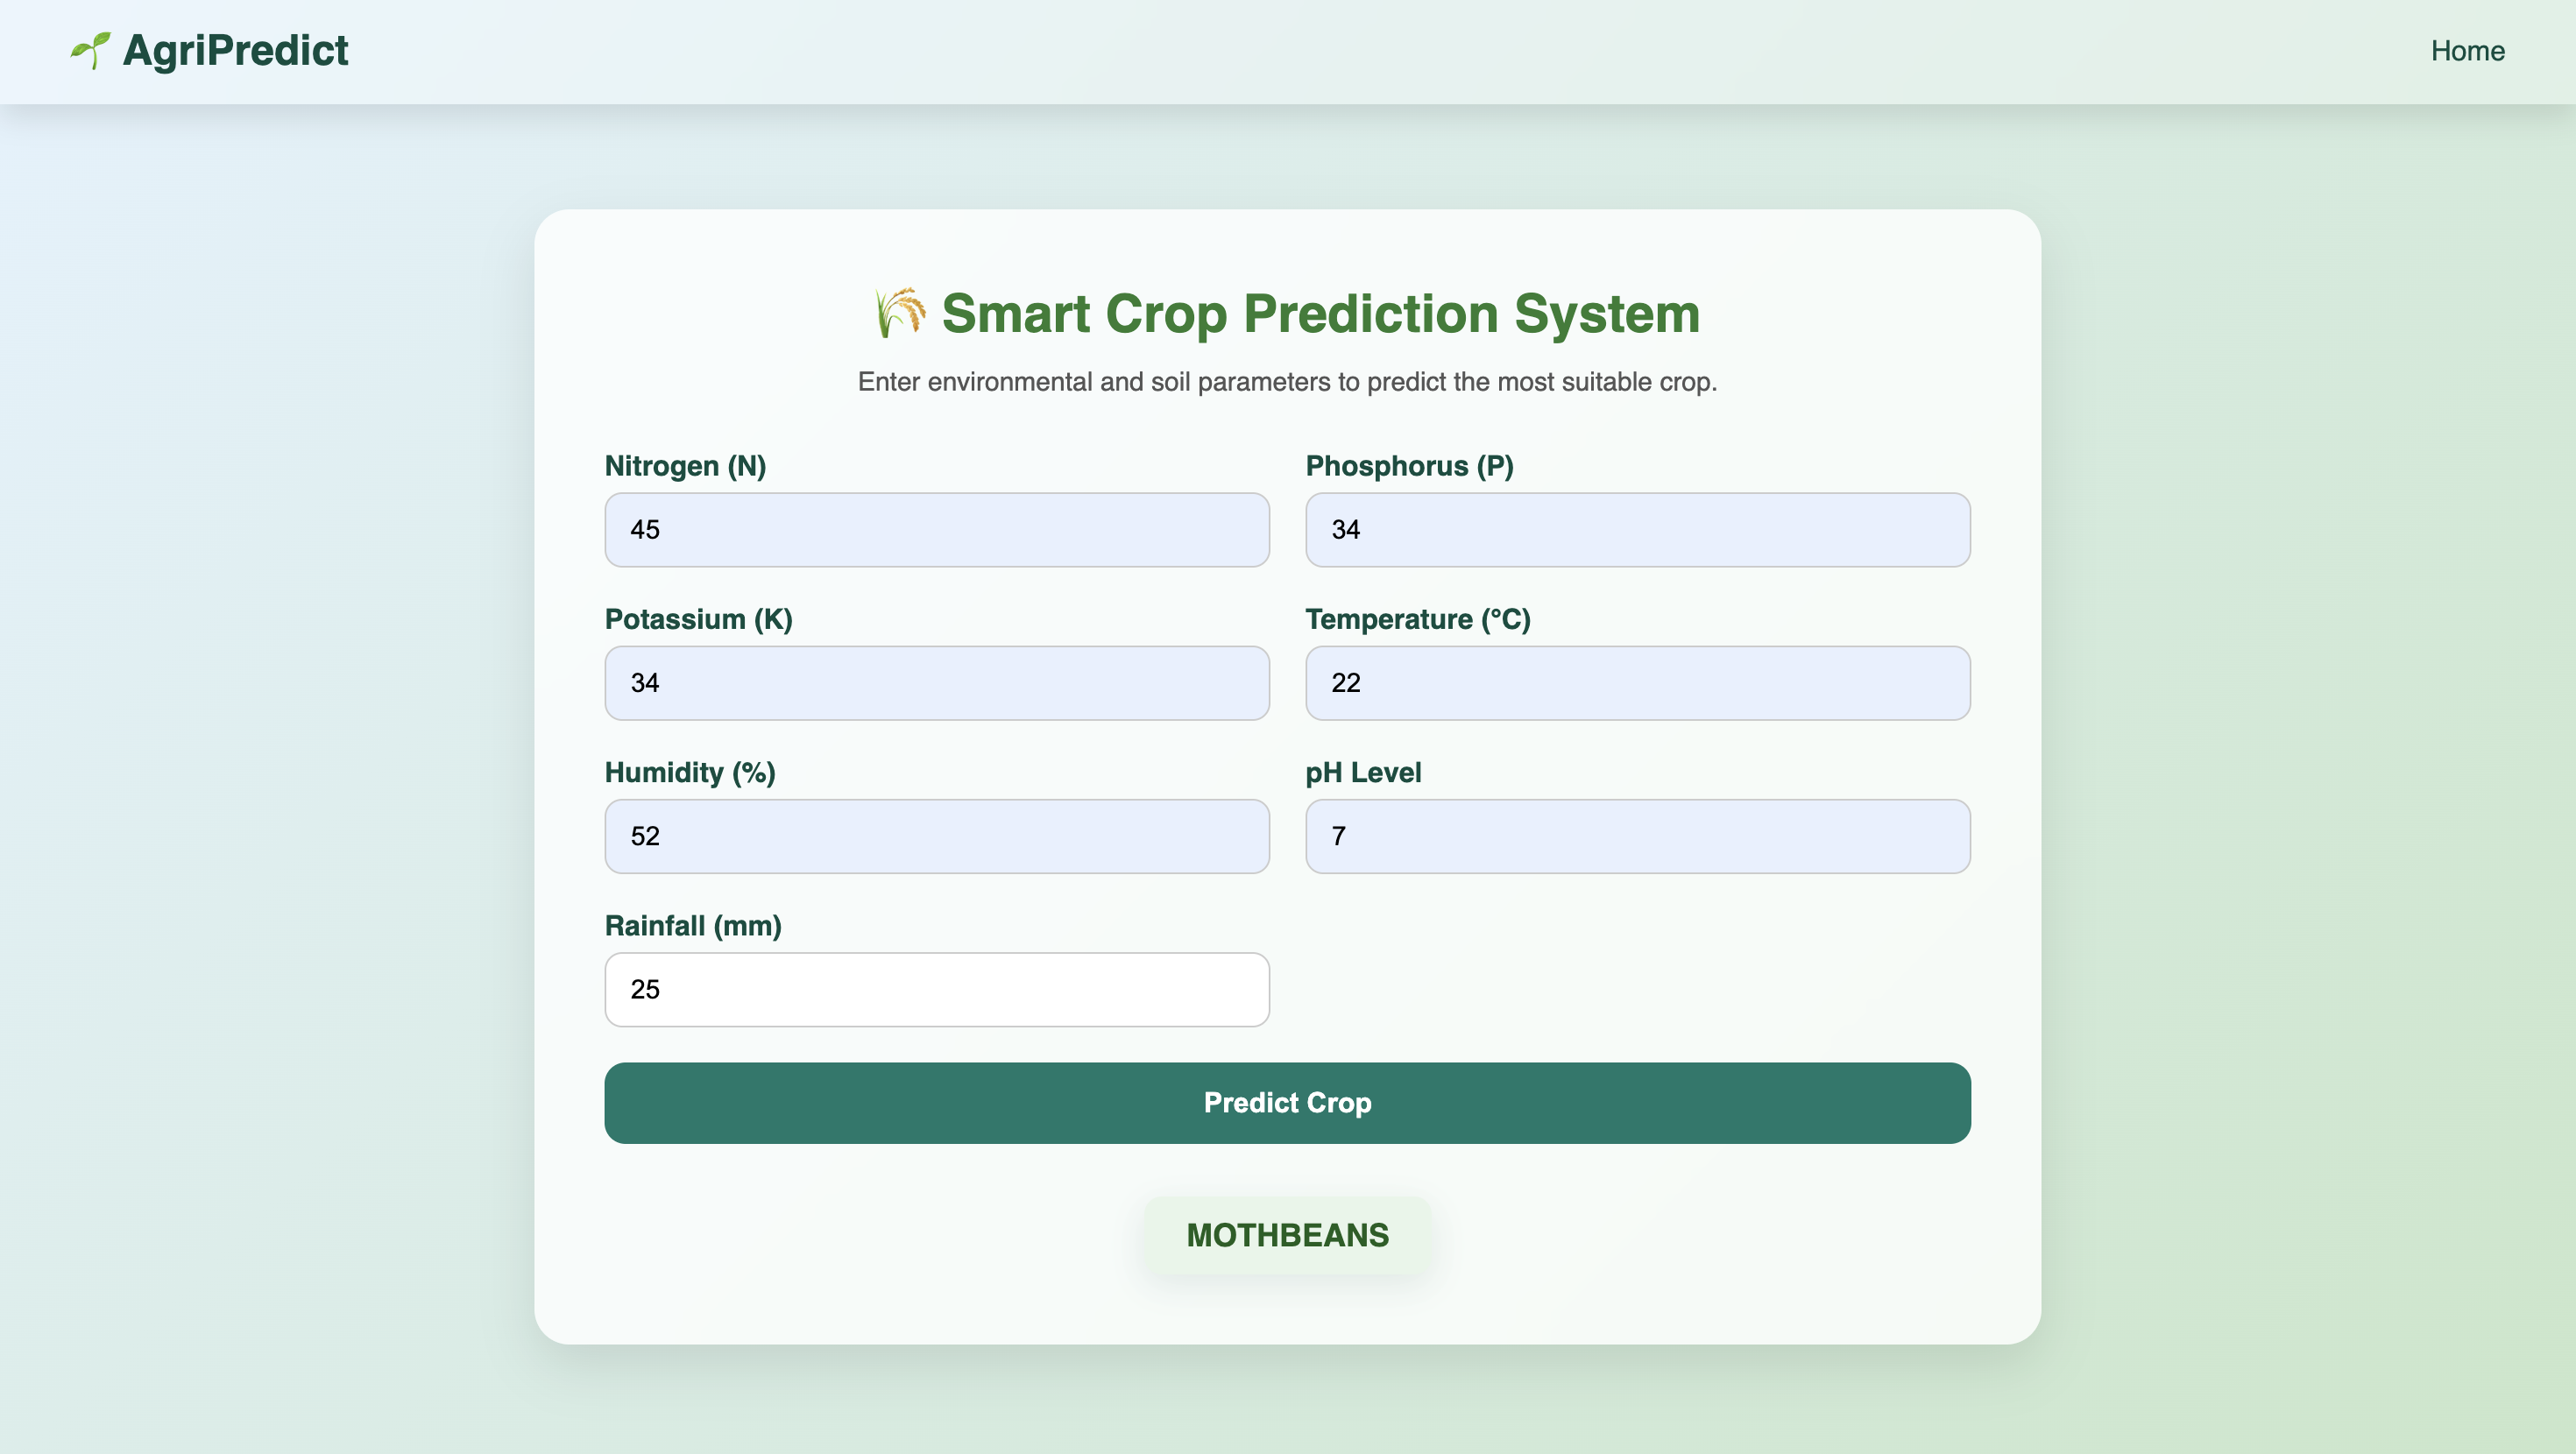 AgriPredict
Home
Smart Crop Prediction System
Enter environmental and soil parameters to predict the most suitable crop.
Nitrogen (N)
45
Phosphorus (P)
34
Potassium (K)
34
Temperature (°C)
22
Humidity (%)
52
pH Level
7
Rainfall (mm)
25
Predict Crop
MOTHBEANS